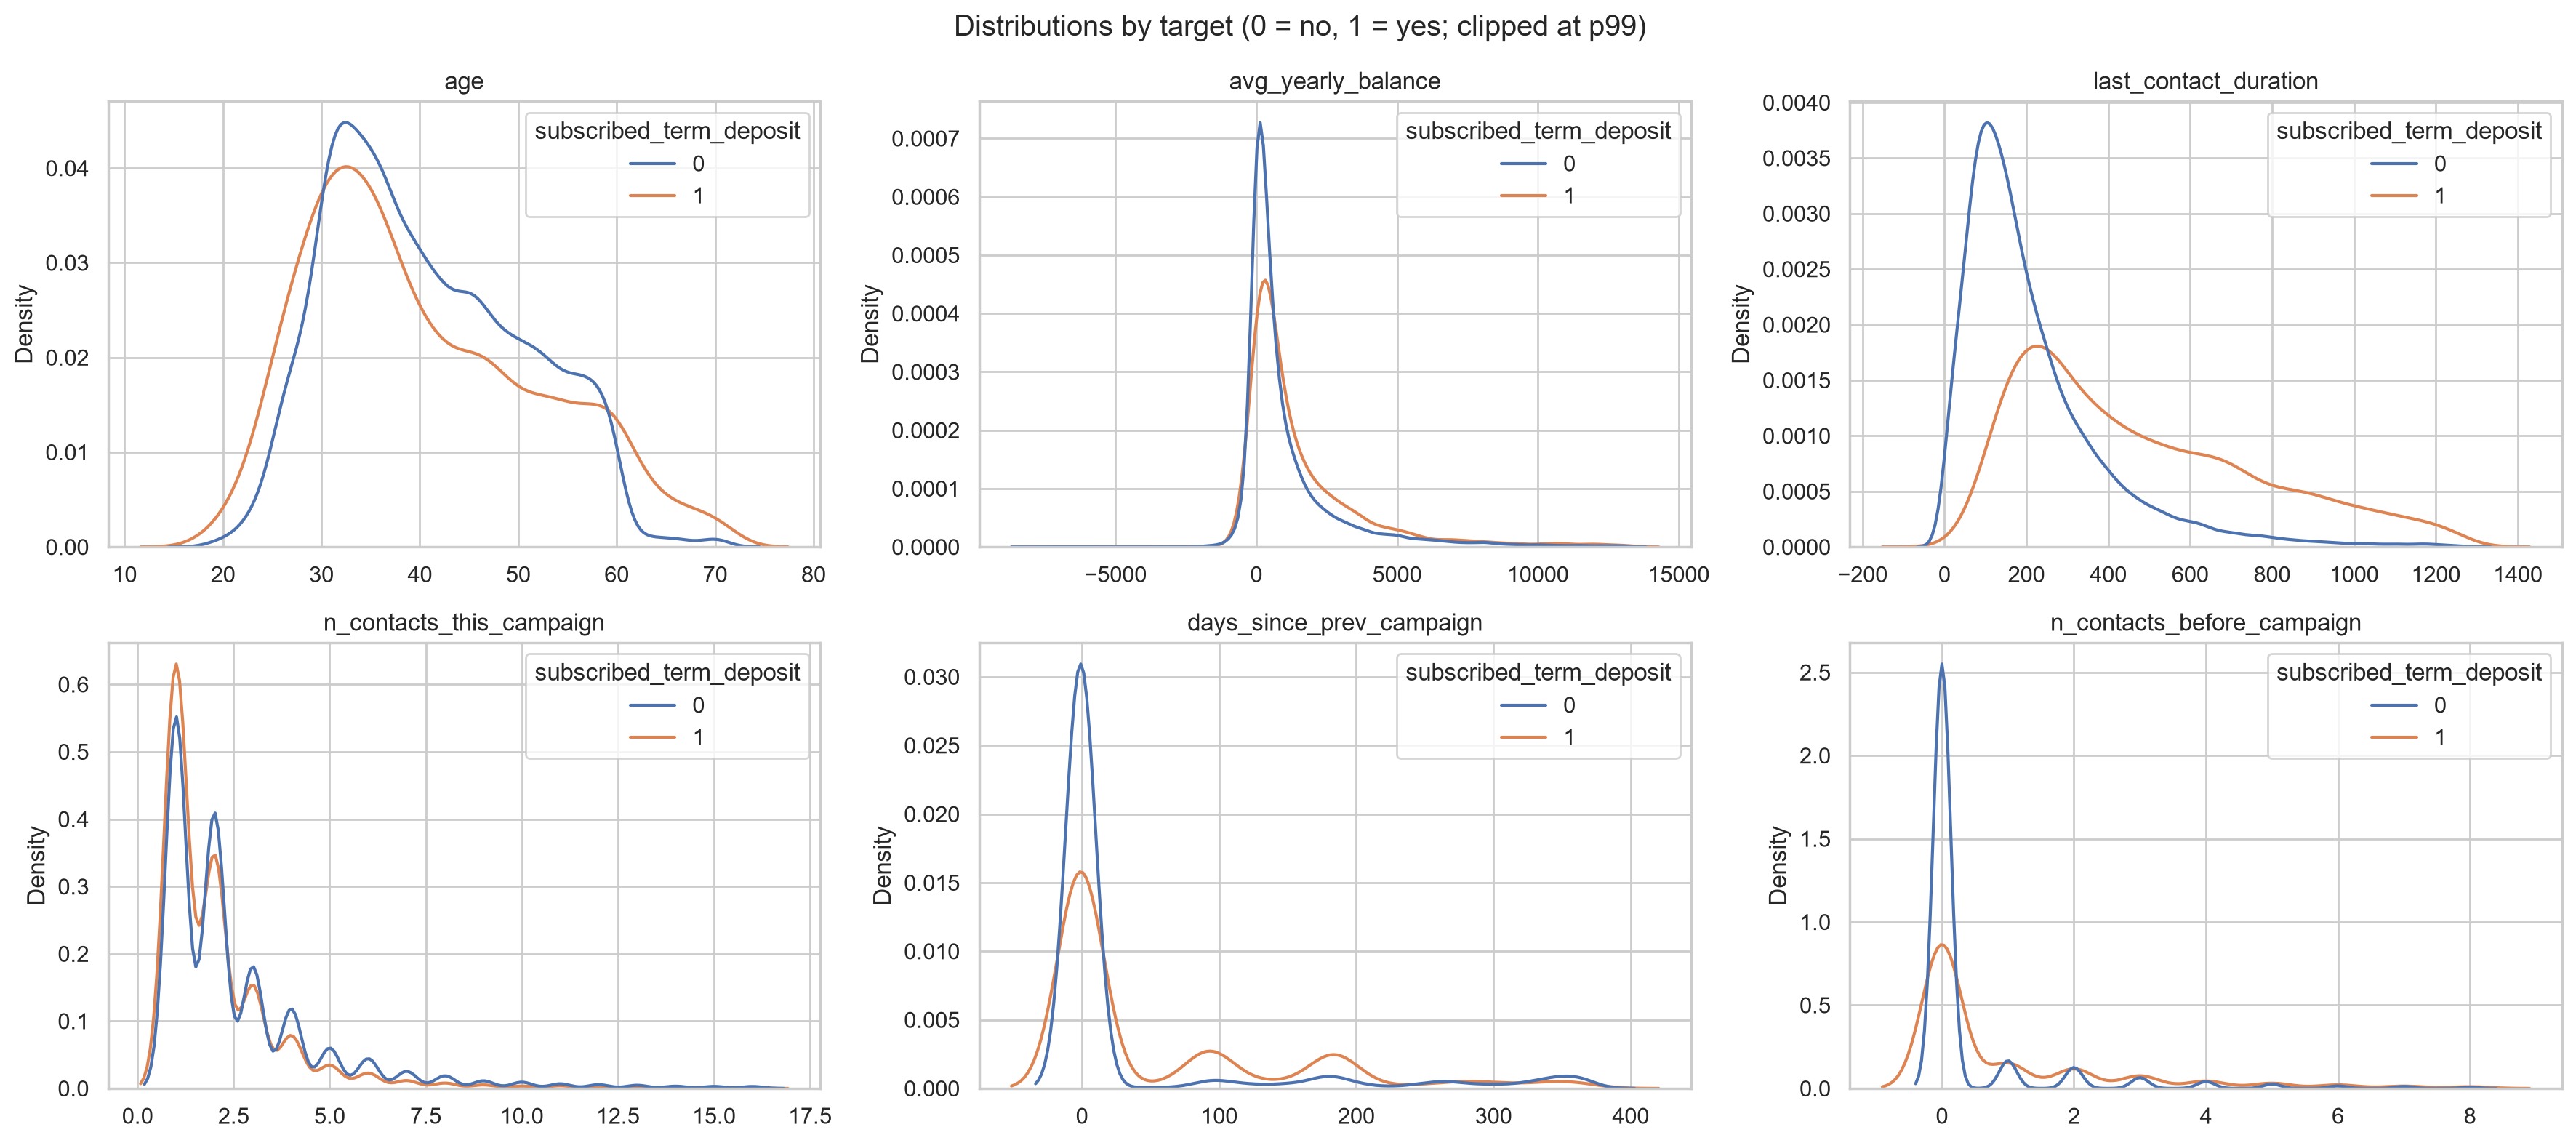 Distributions by target (0 = no, 1 = yes; clipped at p99)
age
subscribed_term_deposit
0
1
Density
0.04
0.03
0.02
0.01
0.00
10 20 30 40 50 60 70 80
avg_yearly_balance
subscribed_term_deposit
0
1
Density
0.0007
0.0006
0.0005
0.0004
0.0003
0.0002
0.0001
0.0000
−5000 0 5000 10000 15000
last_contact_duration
subscribed_term_deposit
0
1
Density
0.0040
0.0035
0.0030
0.0025
0.0020
0.0015
0.0010
0.0005
0.0000
−200 0 200 400 600 800 1000 1200 1400
n_contacts_this_campaign
subscribed_term_deposit
0
1
Density
0.6
0.5
0.4
0.3
0.2
0.1
0.0
0.0 2.5 5.0 7.5 10.0 12.5 15.0 17.5
days_since_prev_campaign
subscribed_term_deposit
0
1
Density
0.030
0.025
0.020
0.015
0.010
0.005
0.000
0 100 200 300 400
n_contacts_before_campaign
subscribed_term_deposit
0
1
Density
2.5
2.0
1.5
1.0
0.5
0.0
0 2 4 6 8